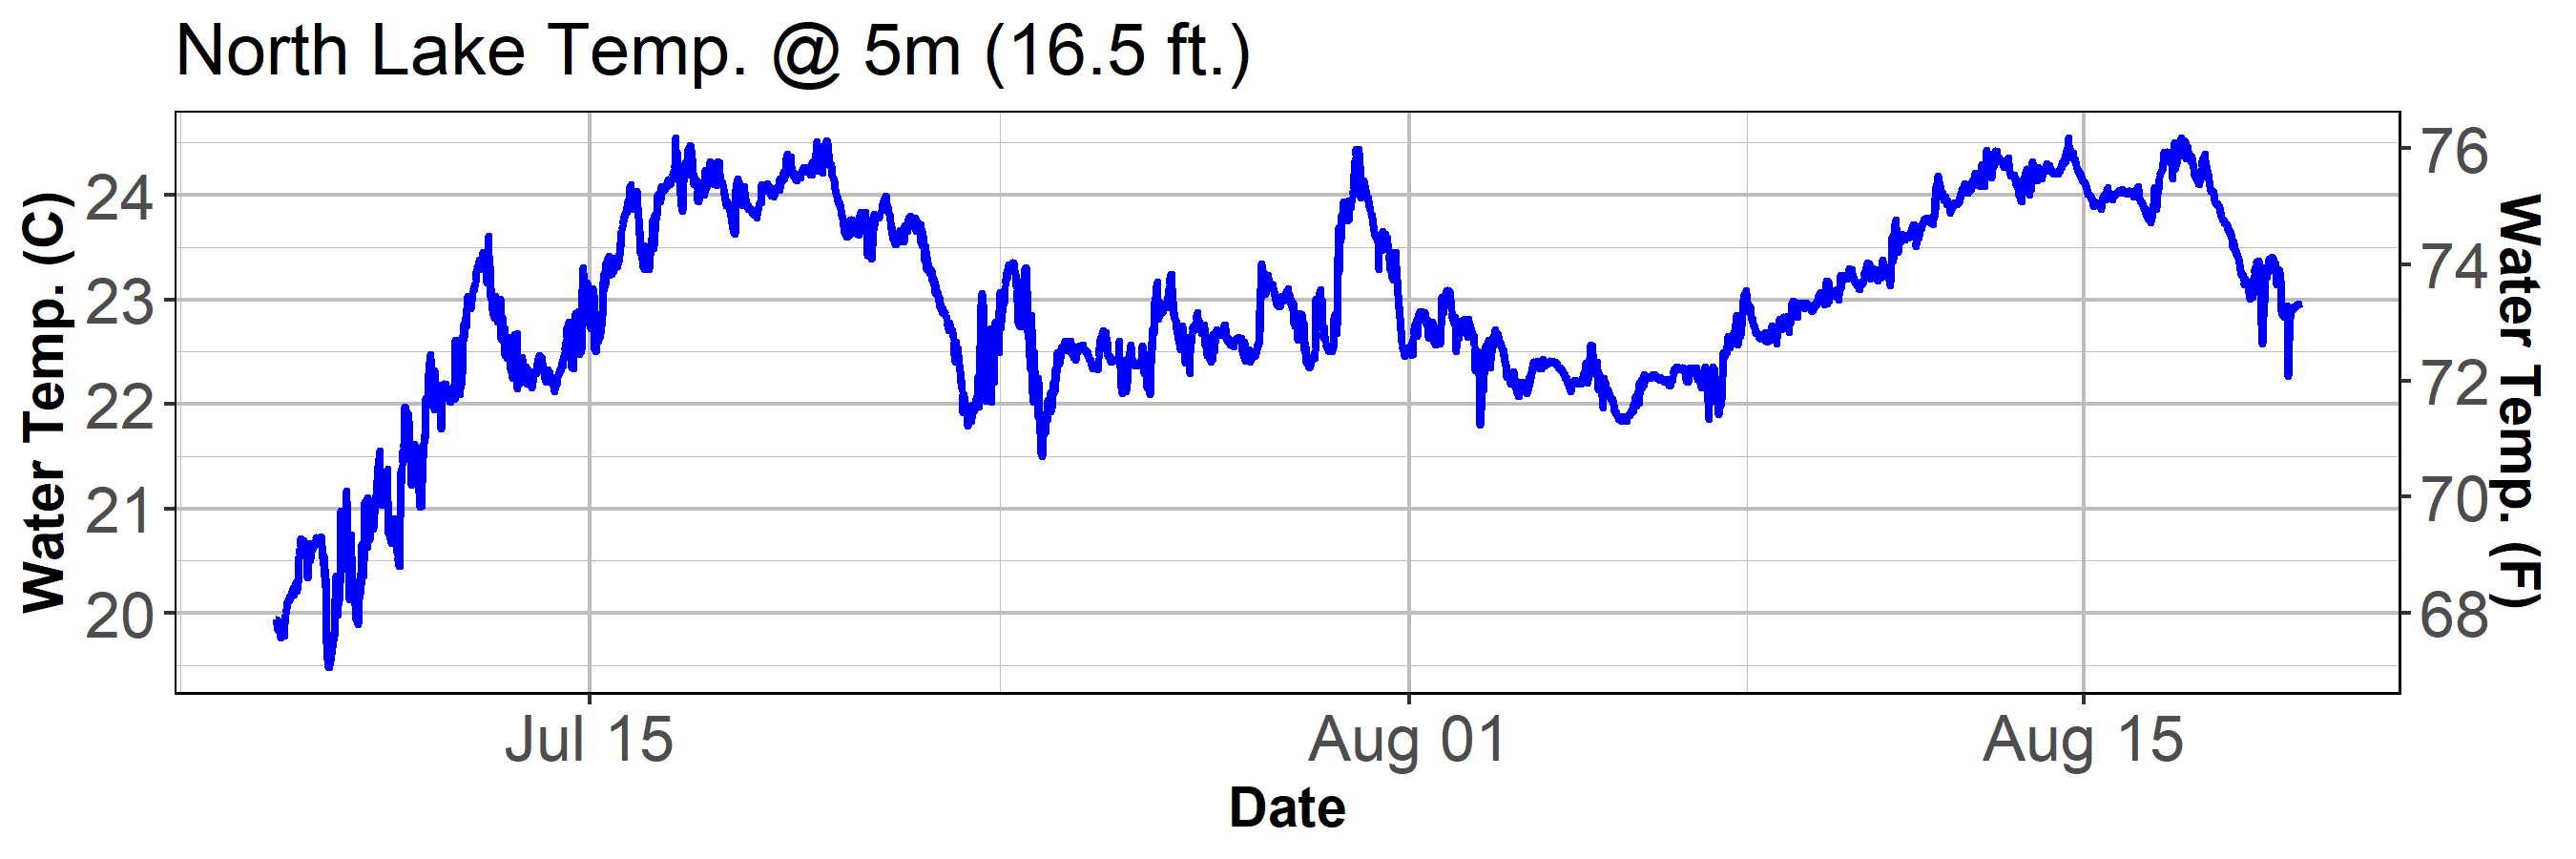 North Lake Temp. @ 5m (16.5 ft.)
Water Temp. (C)
24
23
22
21
20
76
74
72
70
68
Water Temp. (F)
Jul 15
Aug 01
Aug 15
Date